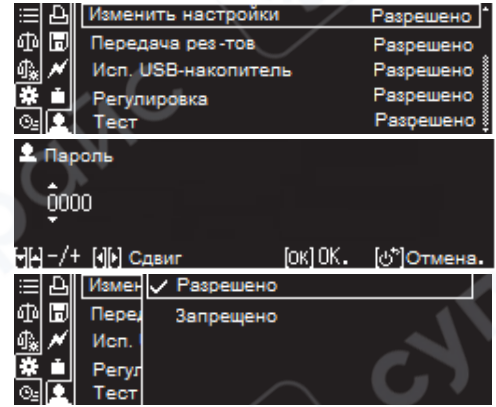 Изменить настройки Разрешено
Передача рез-тов Разрешено
Исп. USB-накопитель Разрешено
Регулировка Разрешено
Тест Разрешено
Пароль
0000
-/+ Сдвиг [OK] OK. Отмена.
Измен Разрешено
Перед Запрещено
Исп.
Регул
Тест